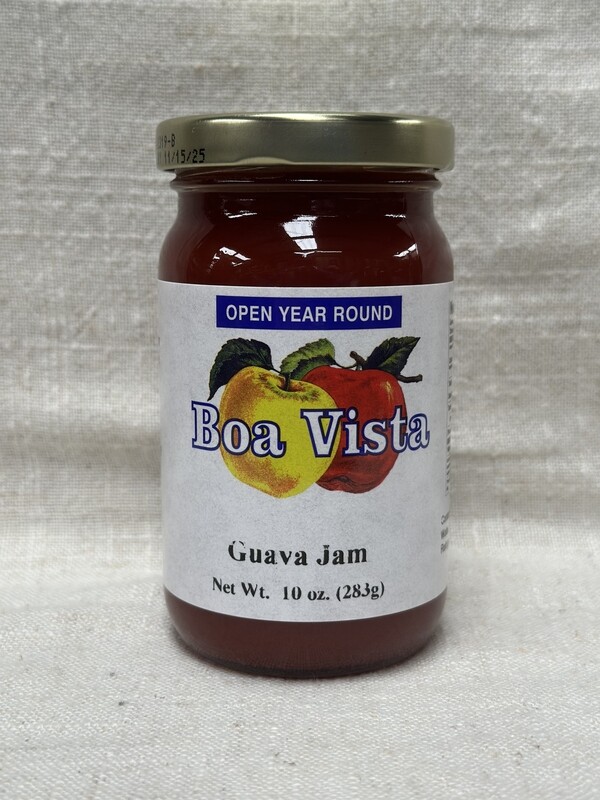 11/15/25
OPEN YEAR ROUND
Boa Vista
Guava Jam
Net Wt. 10 oz. (283g)